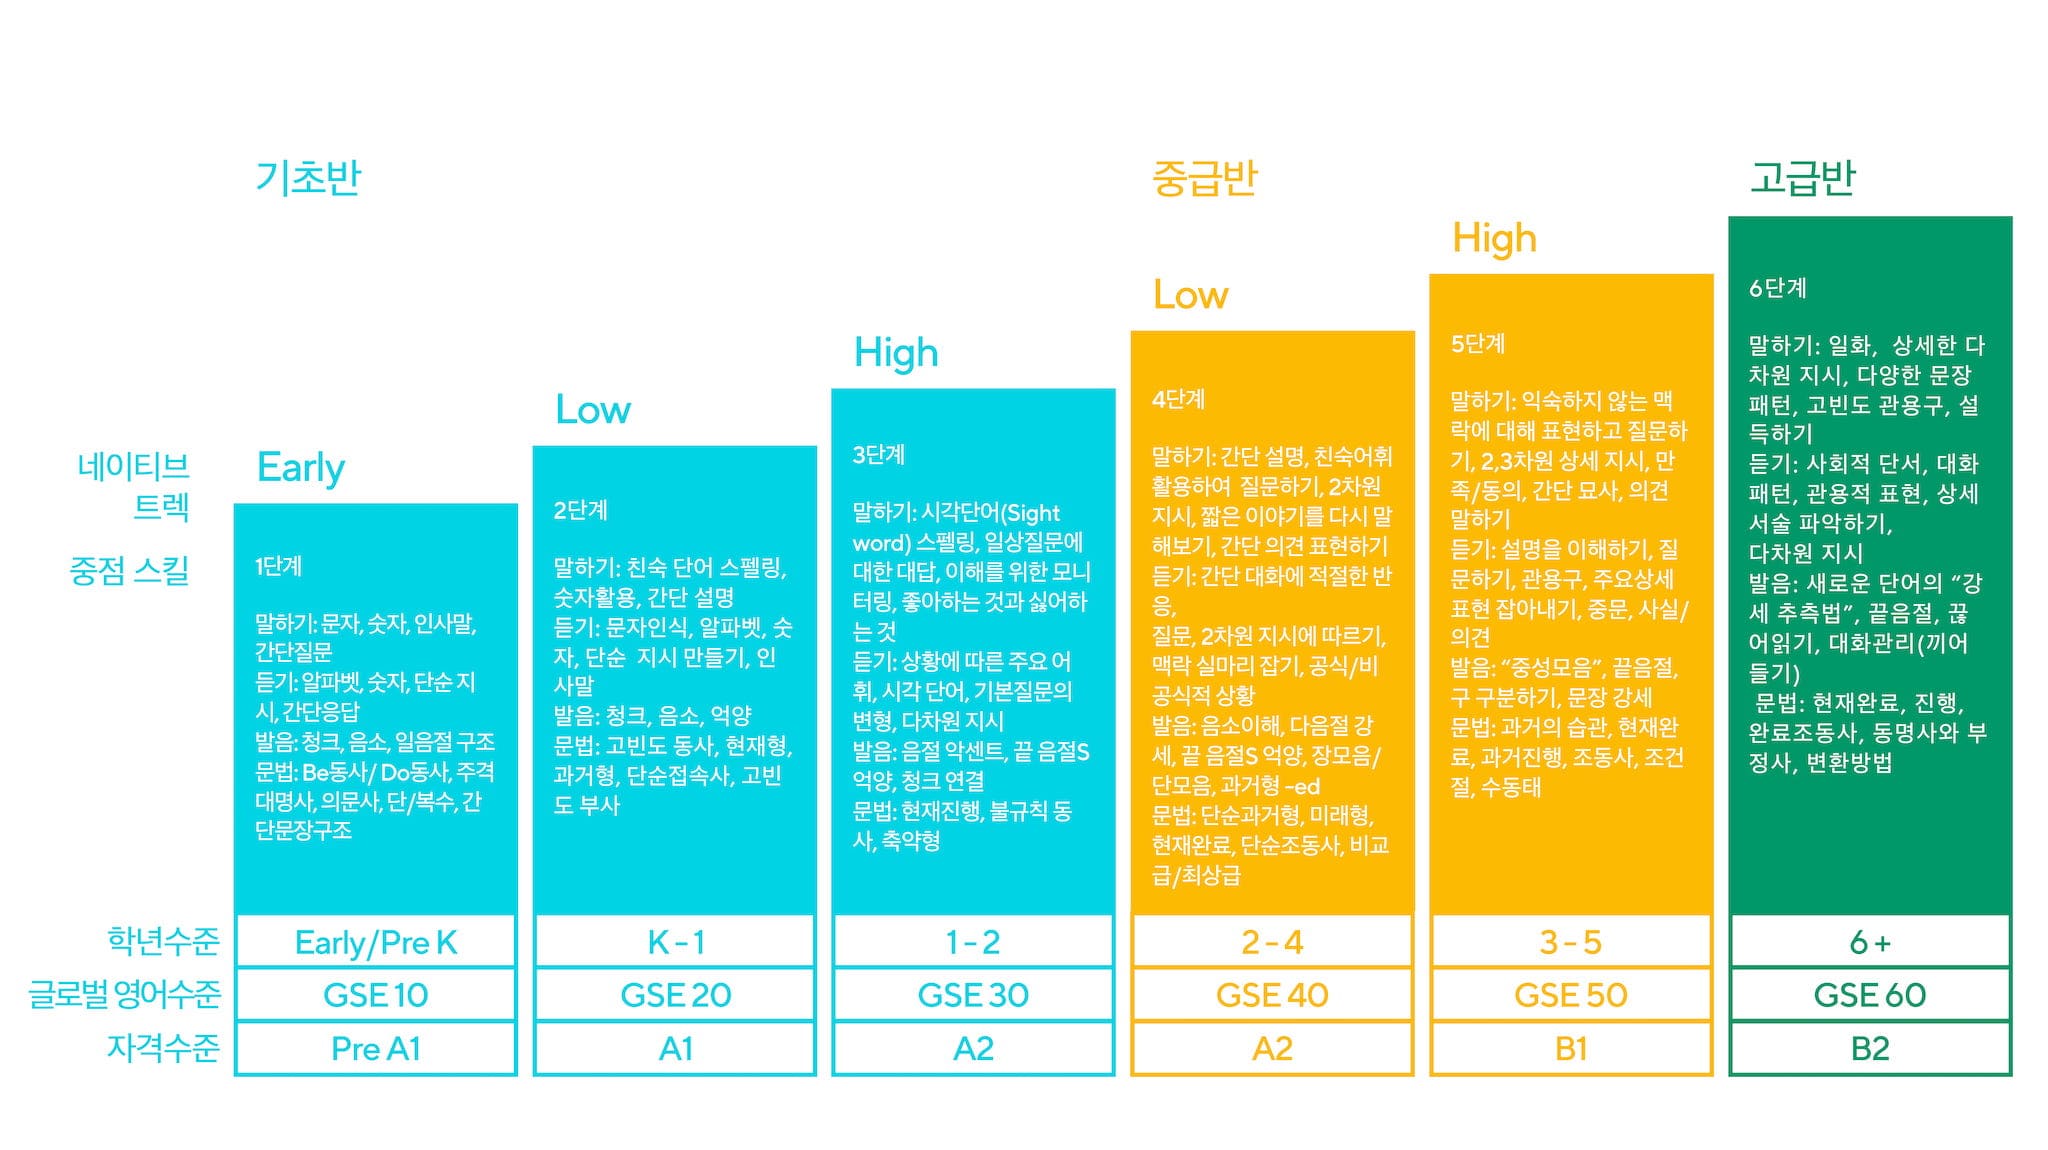 기초반
중급반
고급반
네이티브
트렉
중점 스킬
Early
1단계
말하기: 문자, 숫자, 인사말,
간단질문
듣기: 알파벳, 숫자, 단순 지
시, 간단응답
발음: 청크, 음소, 일음절 구조
문법: Be동사/ Do동사, 주격
대명사, 의문사, 단/복수, 간
단문장구조
Low
2단계
말하기: 친숙 단어 스펠링,
숫자활용, 간단 설명
듣기: 문자인식, 알파벳, 숫
자, 단순 지시 만들기, 인
사말
발음: 청크, 음소, 억양
문법: 고빈도 동사, 현재형,
과거형, 단순접속사, 고빈
도 부사
High
3단계
말하기: 시각단어(Sight
word) 스펠링, 일상질문에
대한 대답, 이해를 위한 모니
터링, 좋아하는 것과 싫어하
는 것
듣기: 상황에 따른 주요 어
휘, 시각 단어, 기본질문의
변형, 다차원 지시
발음: 음절 악센트, 끝 음절S
억양, 청크 연결
문법: 현재진행, 불규칙 동
사, 축약형
Low
4단계
말하기: 간단 설명, 친숙어휘
활용하여 질문하기, 2차원
지시, 짧은 이야기를 다시 말
해보기, 간단 의견 표현하기
듣기: 간단 대화에 적절한 반
응,
질문, 2차원 지시에 따르기,
맥락 실마리 잡기, 공식/비
공식적 상황
발음: 음소이해, 다음절 강
세, 끝 음절S 억양, 장모음/
단모음, 과거형 -ed
문법: 단순과거형, 미래형,
현재완료, 단순조동사, 비교
급/최상급
High
5단계
말하기: 익숙하지 않는 맥
락에 대해 표현하고 질문하
기, 2,3차원 상세 지시, 만
족/동의, 간단 묘사, 의견
말하기
듣기: 설명을 이해하기, 질
문하기, 관용구, 주요상세
표현 잡아내기, 중문, 사실/
의견
발음: “중성모음”, 끝음절,
구 구분하기, 문장 강세
문법: 과거의 습관, 현재완
료, 과거진행, 조동사, 조건
절, 수동태
6단계
말하기: 일화, 상세한 다
차원 지시, 다양한 문장
패턴, 고빈도 관용구, 설
득하기
듣기: 사회적 단서, 대화
패턴, 관용적 표현, 상세
서술 파악하기,
다차원 지시
발음: 새로운 단어의 “강
세 추측법”, 끝음절, 끊
어읽기, 대화관리(끼어
들기)
문법: 현재완료, 진행,
완료조동사, 동명사와 부
정사, 변환방법
학년수준 Early/Pre K K - 1 1 - 2 2 - 4 3 - 5 6 +
글로벌 영어수준 GSE 10 GSE 20 GSE 30 GSE 40 GSE 50 GSE 60
자격수준 Pre A1 A1 A2 A2 B1 B2